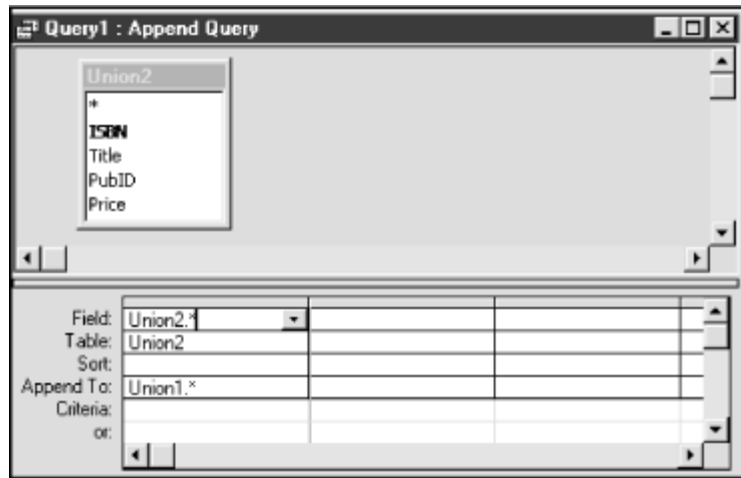 Query1 : Append Query
Union2
*
ISBN
Title
PubID
Price
Field: Union2.*
Table: Union2
Sort:
Append To: Union1.*
Criteria:
or: